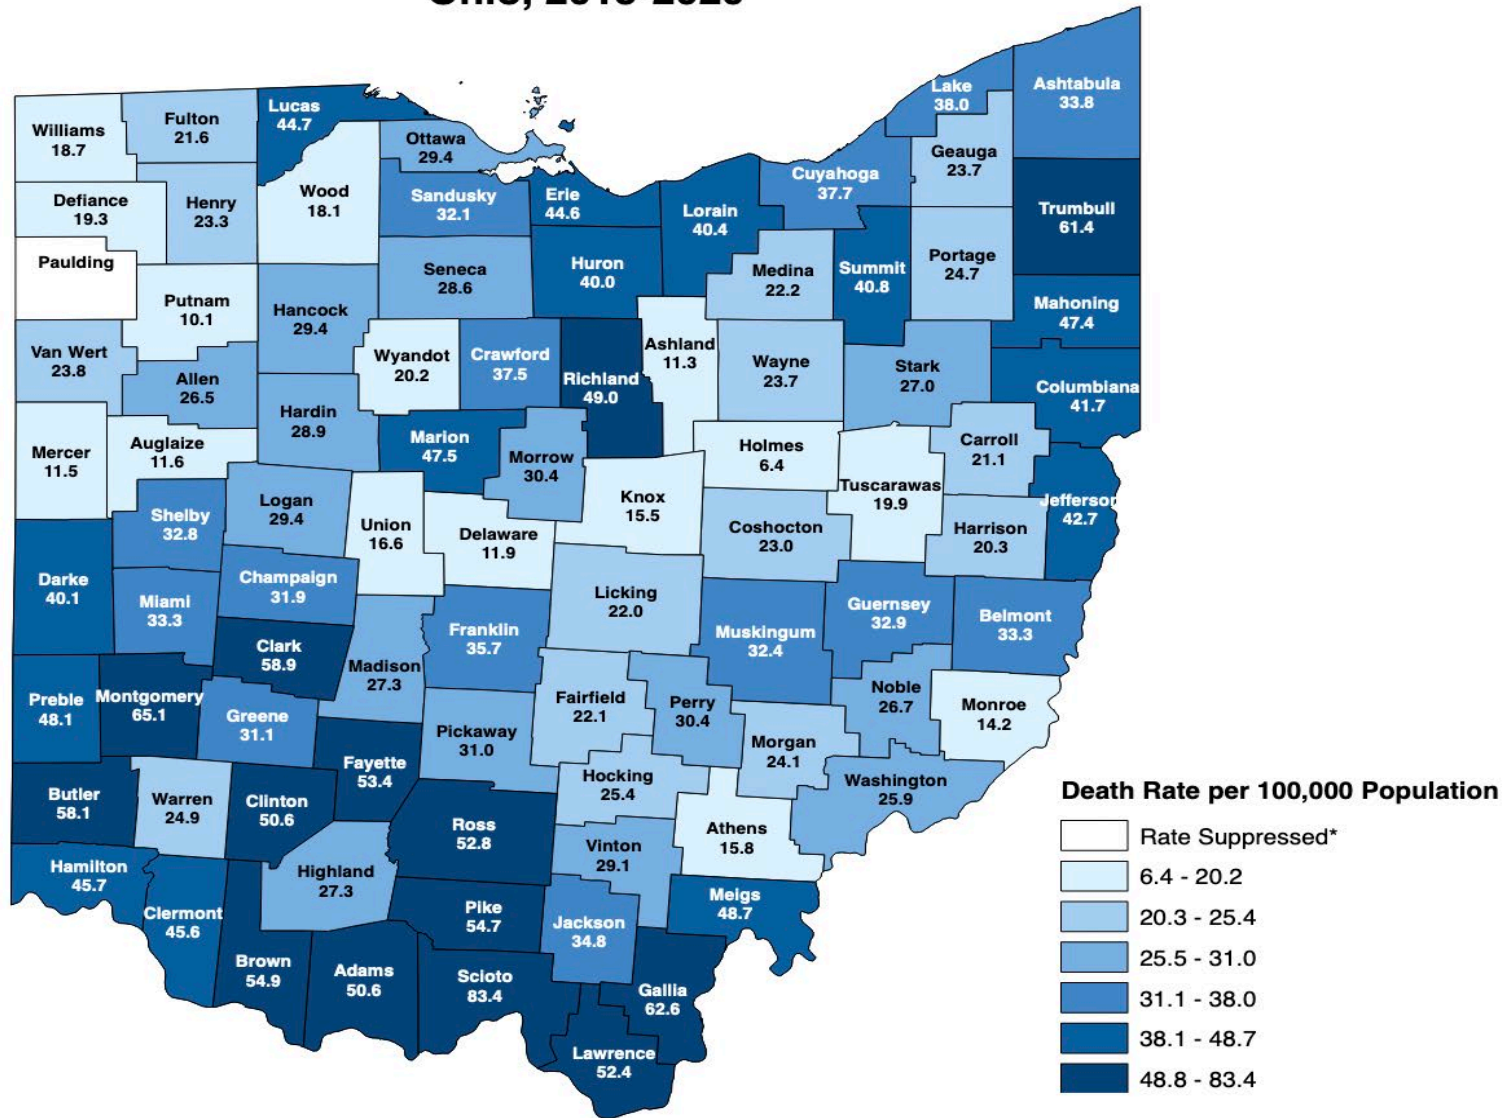 Ohio,
Lake
38.0
Ashtabula
33.8
Williams
18.7
Fulton
21.6
Lucas
44.7
Ottawa
29.4
Geauga
23.7
Defiance
19.3
Henry
23.3
Wood
18.1
Sandusky
32.1
Erie
44.6
Lorain
40.4
Cuyahoga
37.7
Trumbull
61.4
Paulding
Putnam
10.1
Hancock
29.4
Seneca
28.6
Huron
40.0
Medina
22.2
Summit
40.8
Portage
24.7
Mahoning
47.4
Van Wert
23.8
Allen
26.5
Wyandot
20.2
Crawford
37.5
Richland
49.0
Ashland
11.3
Wayne
23.7
Stark
27.0
Columbiana
41.7
Mercer
11.5
Auglaize
11.6
Hardin
28.9
Marion
47.5
Morrow
30.4
Holmes
6.4
Carroll
21.1
Tuscarawas
19.9
Jefferson
42.7
Shelby
32.8
Logan
29.4
Union
16.6
Delaware
11.9
Knox
15.5
Coshocton
23.0
Harrison
20.3
Darke
40.1
Miami
33.3
Champaign
31.9
Clark
58.9
Madison
27.3
Franklin
35.7
Licking
22.0
Muskingum
32.4
Guernsey
32.9
Belmont
33.3
Preble
48.1
Montgomery
65.1
Greene
31.1
Fayette
53.4
Pickaway
31.0
Fairfield
22.1
Perry
30.4
Morgan
24.1
Noble
26.7
Monroe
14.2
Butler
58.1
Warren
24.9
Clinton
50.6
Ross
52.8
Hocking
25.4
Athens
15.8
Washington
25.9
Hamilton
45.7
Clermont
45.6
Highland
27.3
Pike
54.7
Vinton
29.1
Jackson
34.8
Meigs
48.7
Brown
54.9
Adams
50.6
Scioto
83.4
Gallia
62.6
Lawrence
52.4
Death Rate per 100,000 Population
Rate Suppressed*
6.4 - 20.2
20.3 - 25.4
25.5 - 31.0
31.1 - 38.0
38.1 - 48.7
48.8 - 83.4